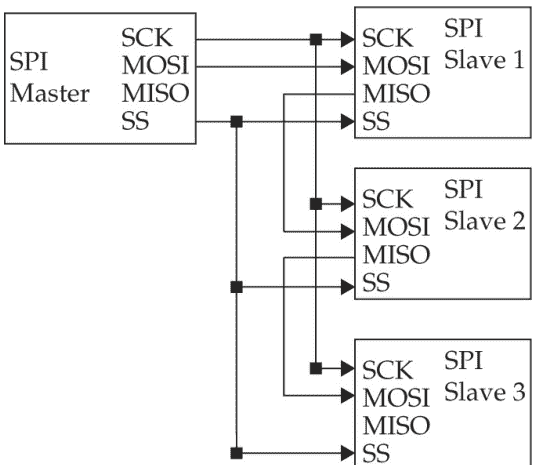 SPI
Master
SCK
MOSI
MISO
SS
SCK
MOSI
MISO
SS
SPI
Slave 1
SCK
MOSI
MISO
SS
SPI
Slave 2
SCK
MOSI
MISO
SS
SPI
Slave 3